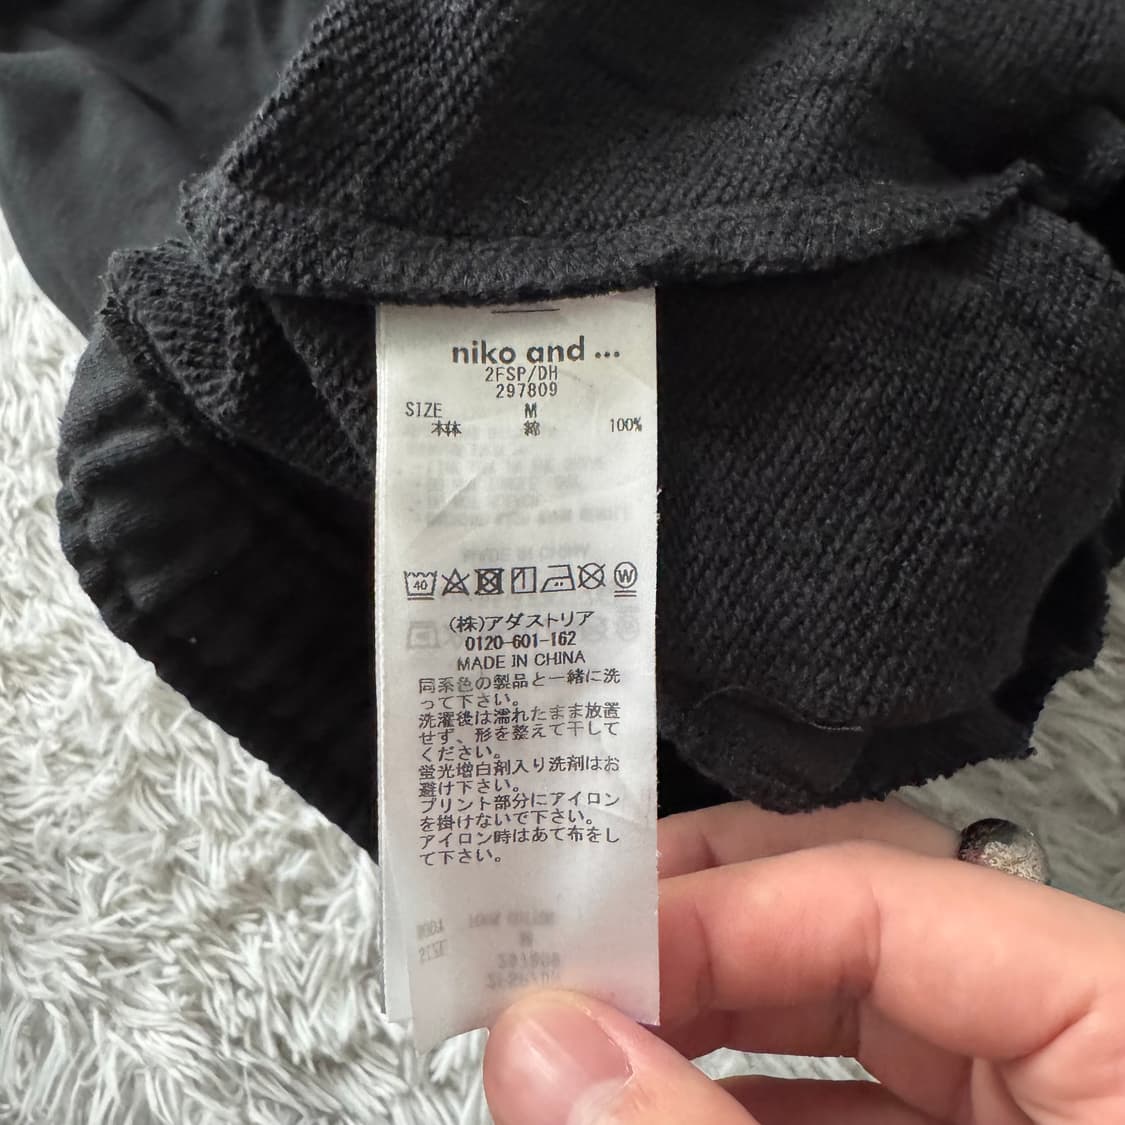 niko and ...
2FSP/DH
297809
SIZE M
本体 綿 100%
40 W
(株)アダストリア
0120-601-162
MADE IN CHINA
同系色の製品と一緒に洗
って下さい。
洗濯後は濡れたまま放置
せず、形を整えて干して
ください。
蛍光増白剤入り洗剤はお
避け下さい。
プリント部分にアイロン
を掛けないで下さい。
アイロン時はあて布をし
て下さい。